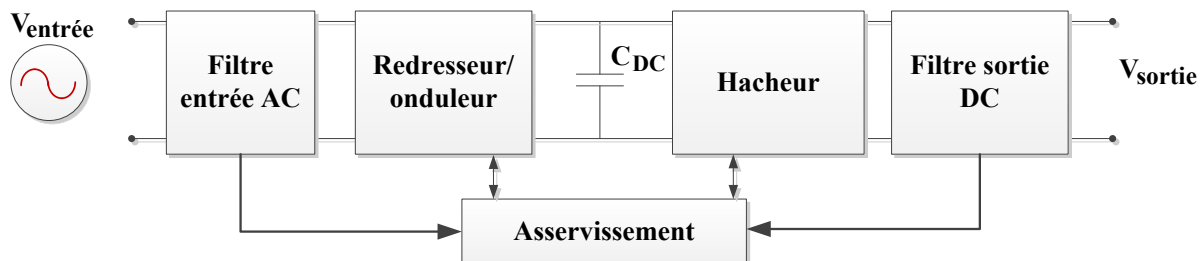 Ventrée
Filtre
entrée AC
Redresseur/
onduleur
CDC
Hacheur
Filtre sortie
DC
Vsortie
Asservissement